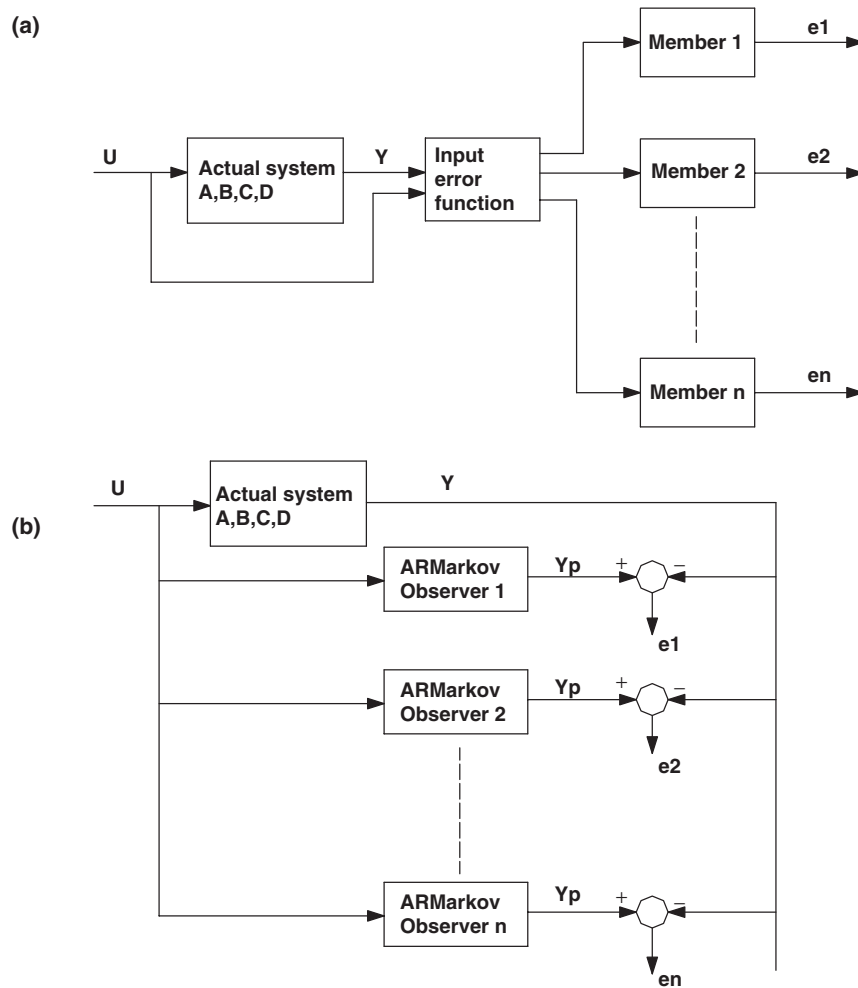 (a)
Member 1
e1
U
Actual system
A,B,C,D
Y
Input
error
function
Member 2
e2
Member n
en
(b)
U
Actual system
A,B,C,D
Y
ARMarkov
Observer 1
Yp
+
−
e1
ARMarkov
Observer 2
Yp
+
−
e2
ARMarkov
Observer n
Yp
+
−
en